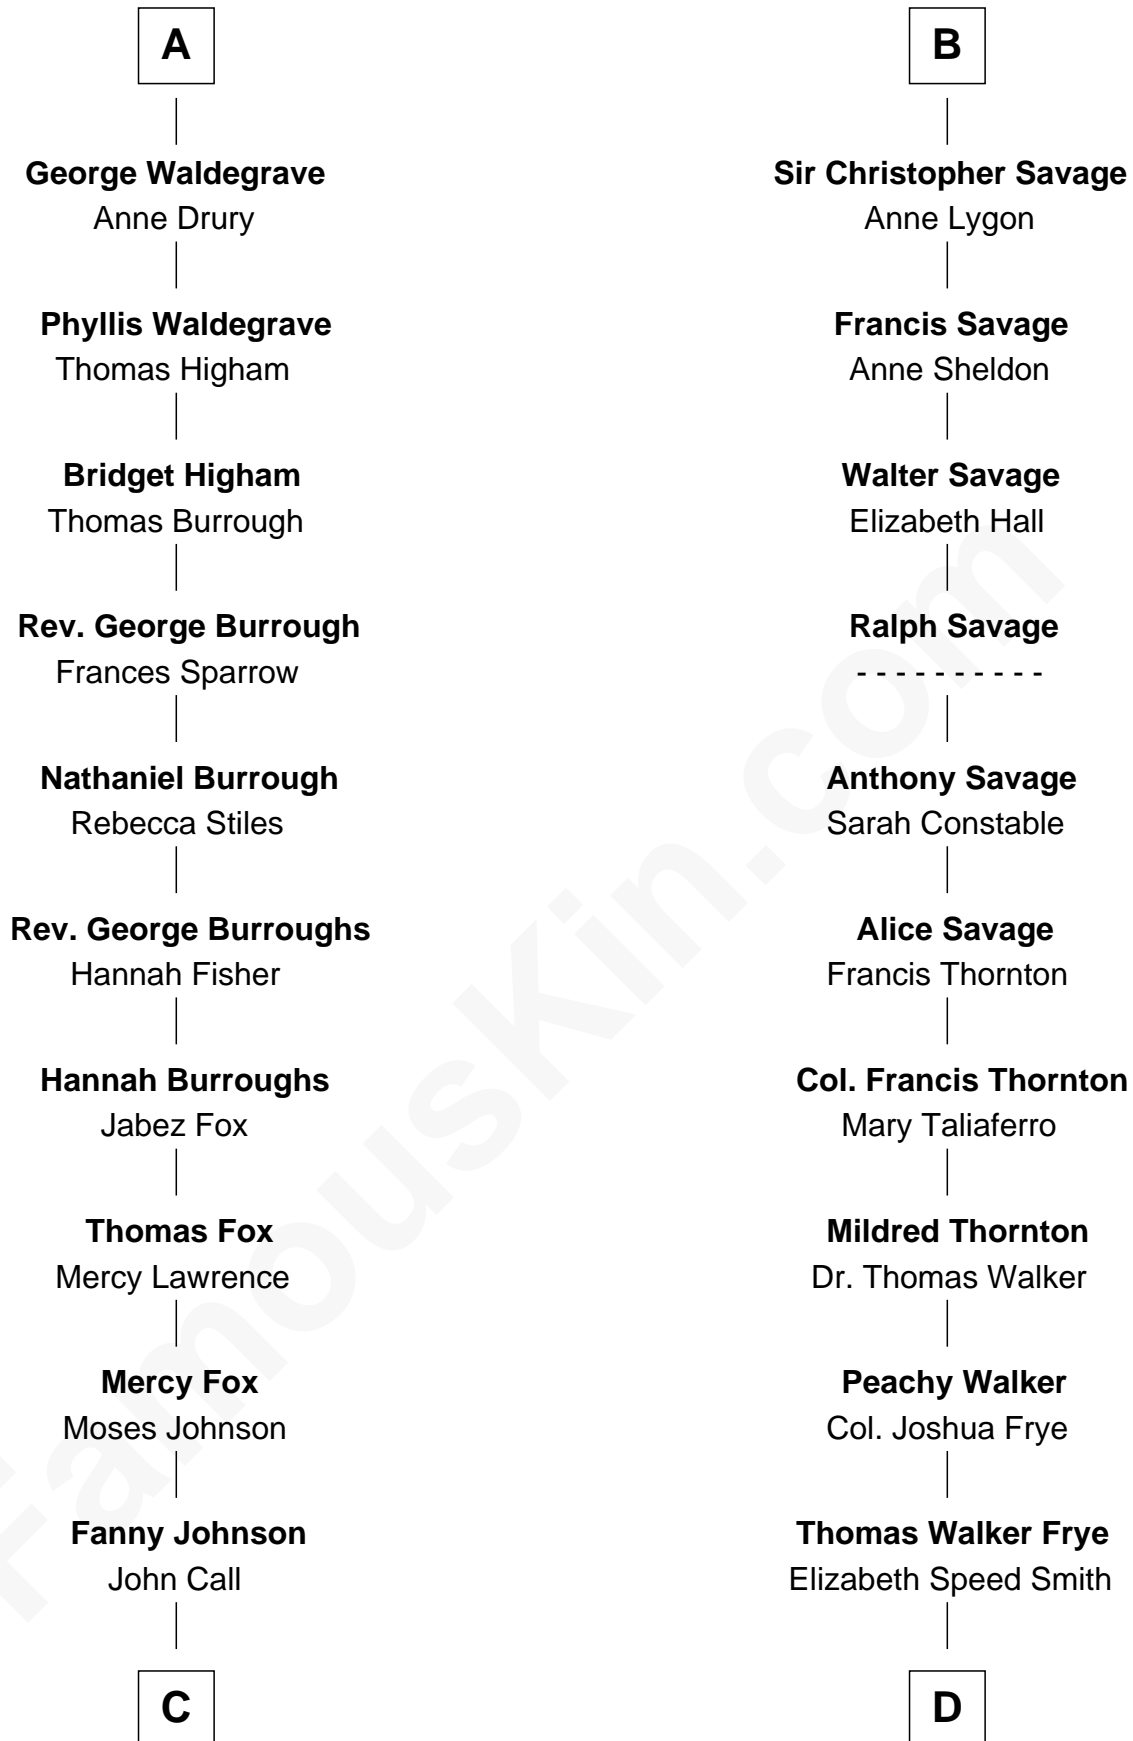 A
George Waldegrave
Anne Drury
Phyllis Waldegrave
Thomas Higham
Bridget Higham
Thomas Burrough
Rev. George Burrough
Frances Sparrow
Nathaniel Burrough
Rebecca Stiles
Rev. George Burroughs
Hannah Fisher
Hannah Burroughs
Jabez Fox
Thomas Fox
Mercy Lawrence
Mercy Fox
Moses Johnson
Fanny Johnson
John Call
C
B
Sir Christopher Savage
Anne Lygon
Francis Savage
Anne Sheldon
Walter Savage
Elizabeth Hall
Ralph Savage
- - - - - - - - - -
Anthony Savage
Sarah Constable
Alice Savage
Francis Thornton
Col. Francis Thornton
Mary Taliaferro
Mildred Thornton
Dr. Thomas Walker
Peachy Walker
Col. Joshua Frye
Thomas Walker Frye
Elizabeth Speed Smith
D
FamousKin.com